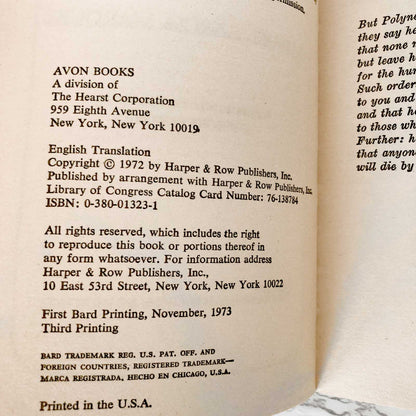 permission.
AVON BOOKS
A division of
The Hearst Corporation
959 Eighth Avenue
New York, New York 10019
English Translation
Copyright © 1972 by Harper & Row Publishers, Inc.
Published by arrangement with Harper & Row Publishers, Inc.
Library of Congress Catalog Card Number: 76-138784
ISBN: 0-380-01323-1
All rights reserved, which includes the right
to reproduce this book or portions thereof in
any form whatsoever. For information address
Harper & Row Publishers, Inc.,
10 East 53rd Street, New York, New York 10022
First Bard Printing, November, 1973
Third Printing
BARD TRADEMARK REG. U.S. PAT. OFF. AND
FOREIGN COUNTRIES, REGISTERED TRADEMARK—
MARCA REGISTRADA, HECHO EN CHICAGO, U.S.A.
Printed in the U.S.A.
But Polyne
they say he
that none
but leave h
for the hu
Such order
to you and
and that h
to those wh
Further: h
that anyon
will die by